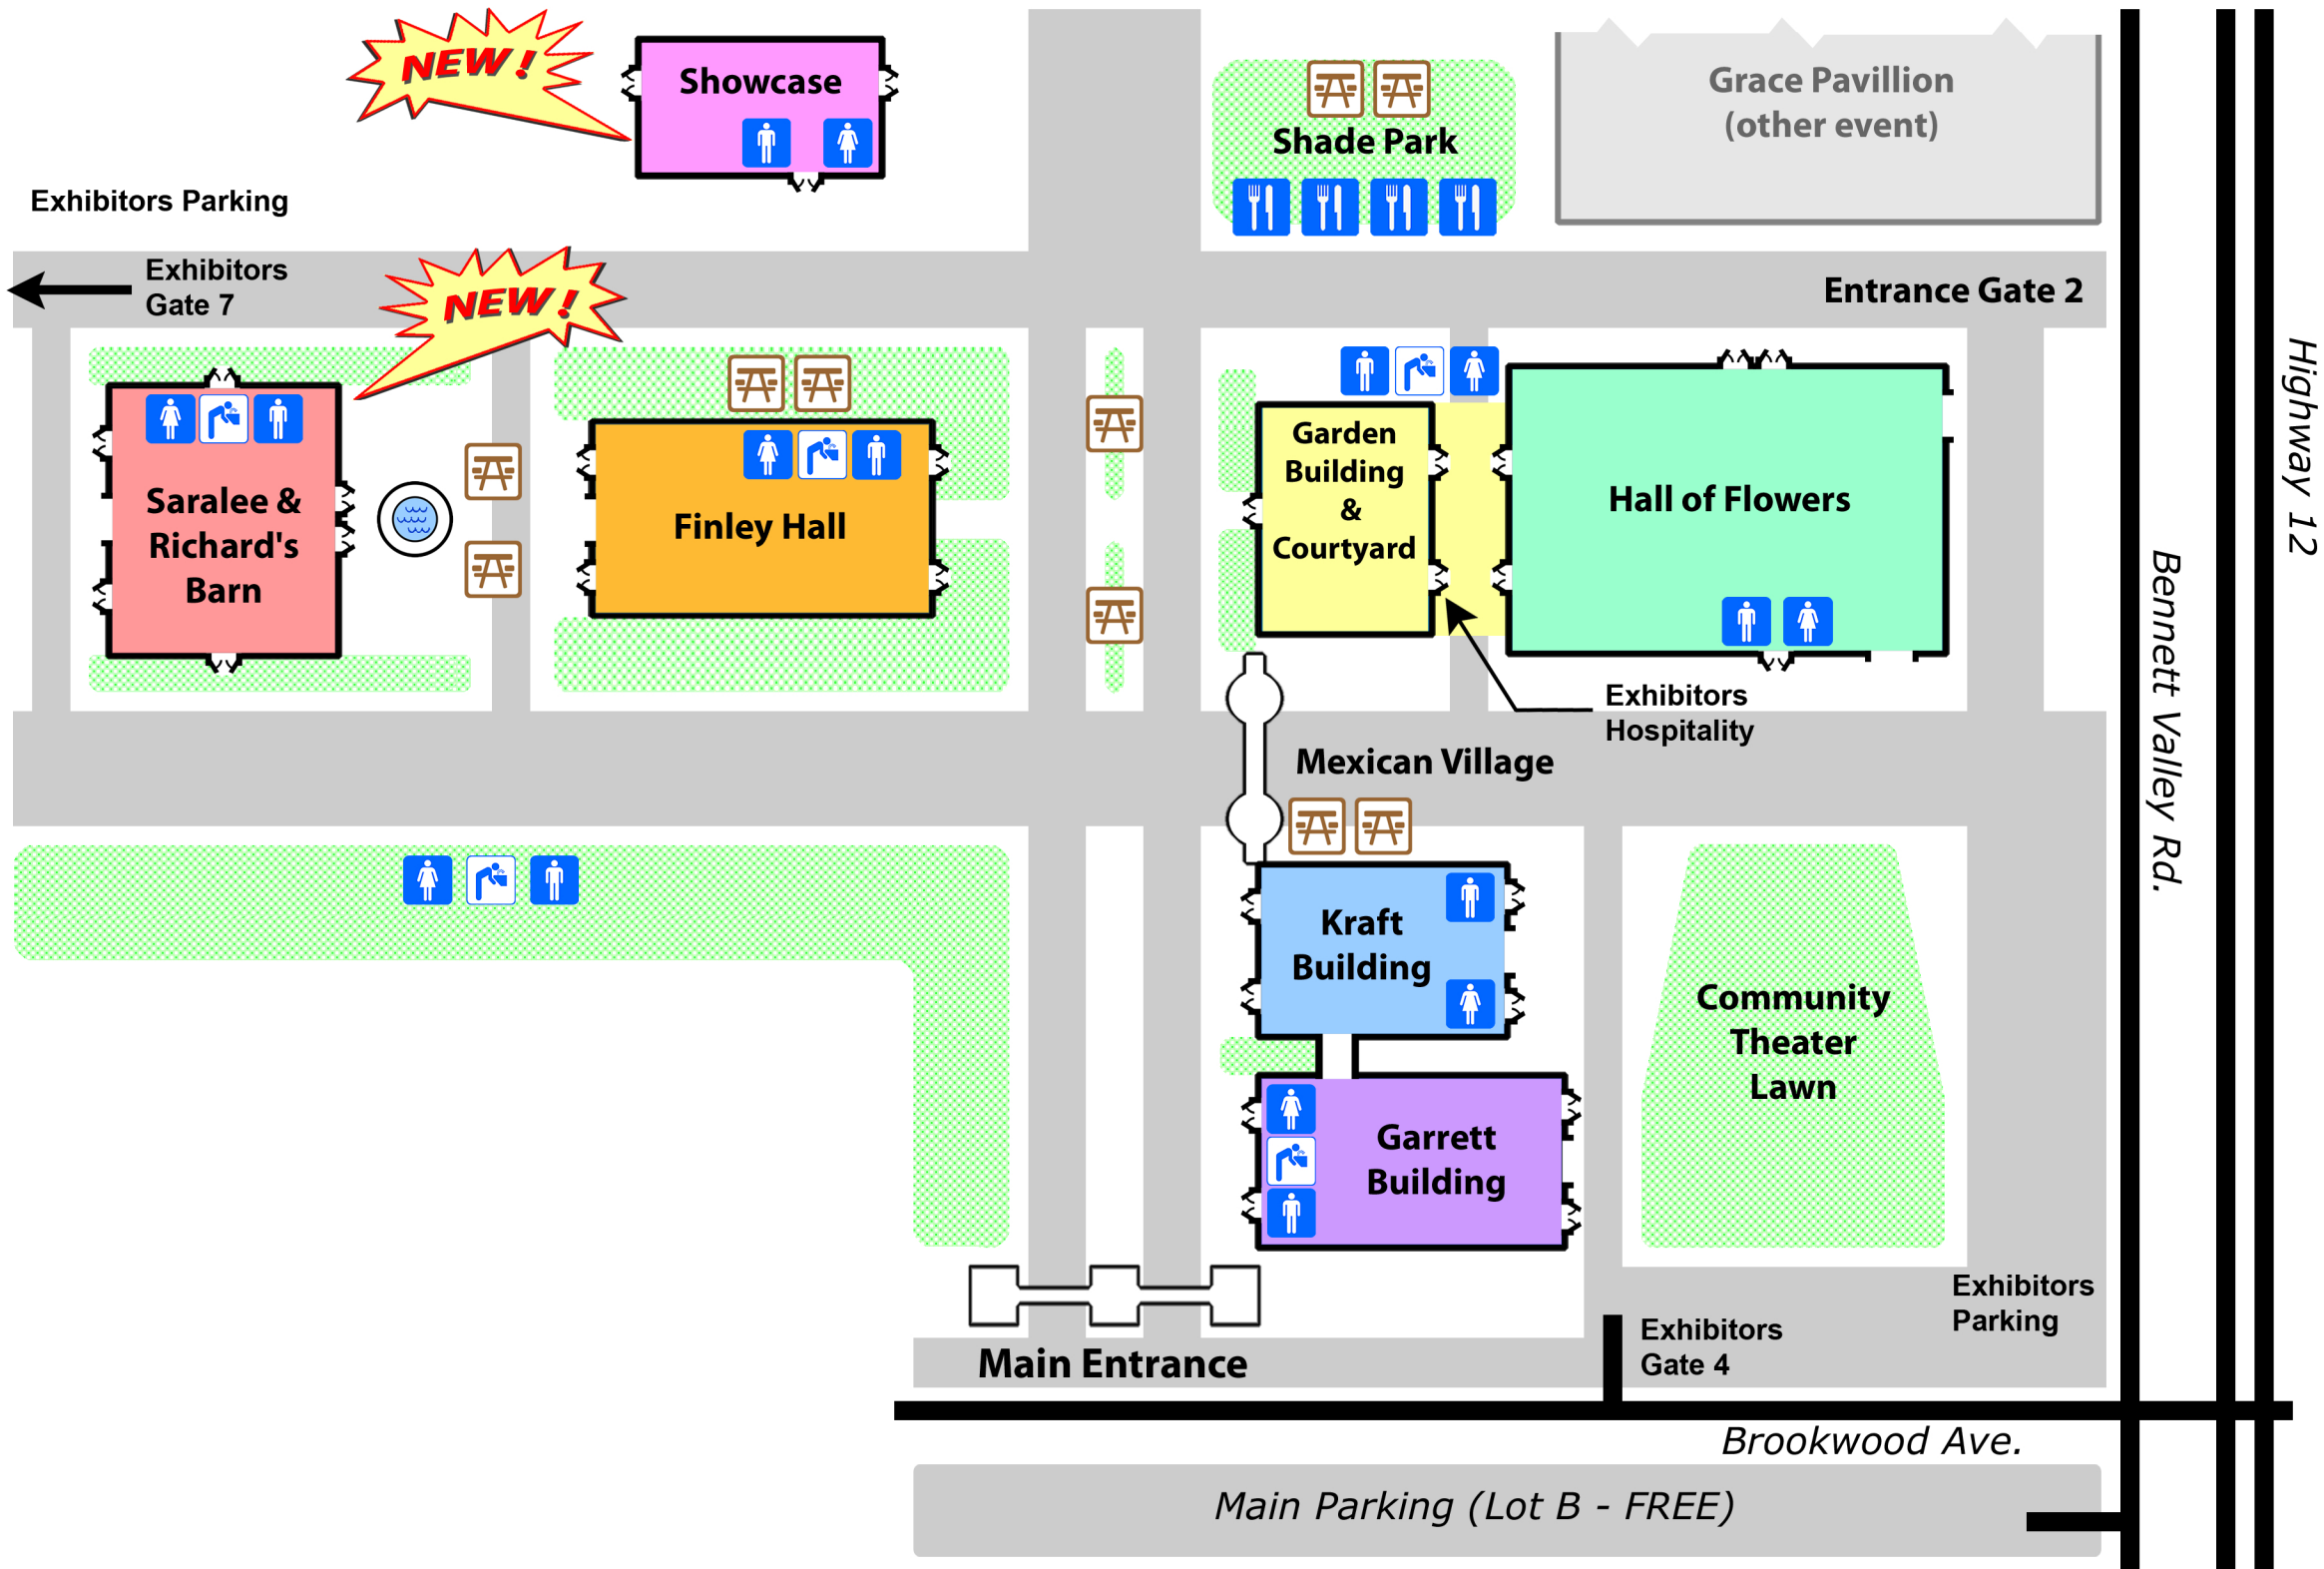 NEW!
Showcase
Shade Park
Grace Pavillion
(other event)
Exhibitors Parking
Exhibitors
Gate 7
NEW!
Entrance Gate 2
Highway 12
Saralee &
Richard's
Barn
Finley Hall
Garden
Building
&
Courtyard
Hall of Flowers
Bennett Valley Rd.
Exhibitors
Hospitality
Mexican Village
Kraft
Building
Community
Theater
Lawn
Garrett
Building
Exhibitors
Parking
Exhibitors
Gate 4
Main Entrance
Brookwood Ave.
Main Parking (Lot B - FREE)